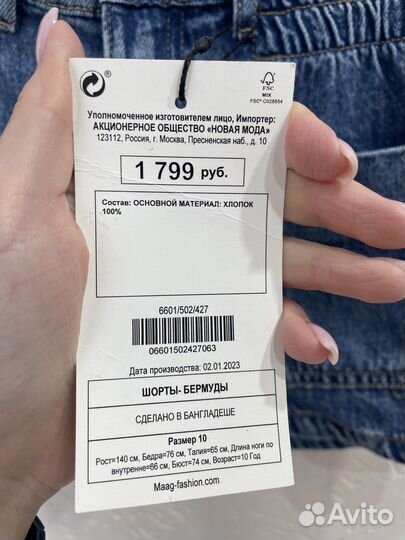 FSC
MIX
FSC® C028854
Уполномоченное изготовителем лицо, Импортер:
АКЦИОНЕРНОЕ ОБЩЕСТВО «НОВАЯ МОДА»
123112, Россия, г. Москва, Пресненская наб., д. 10
1 799 руб.
Состав: ОСНОВНОЙ МАТЕРИАЛ: ХЛОПОК
100%
6601/502/427
06601502427063
Дата производства: 02.01.2023
ШОРТЫ- БЕРМУДЫ
СДЕЛАНО В БАНГЛАДЕШЕ
Размер 10
Рост=140 см, Бедра=76 см, Талия=65 см, Длина ноги по
внутренне=66 см, Бюст=74 см, Возраст=10 Год
Maag-fashion.com
Avito